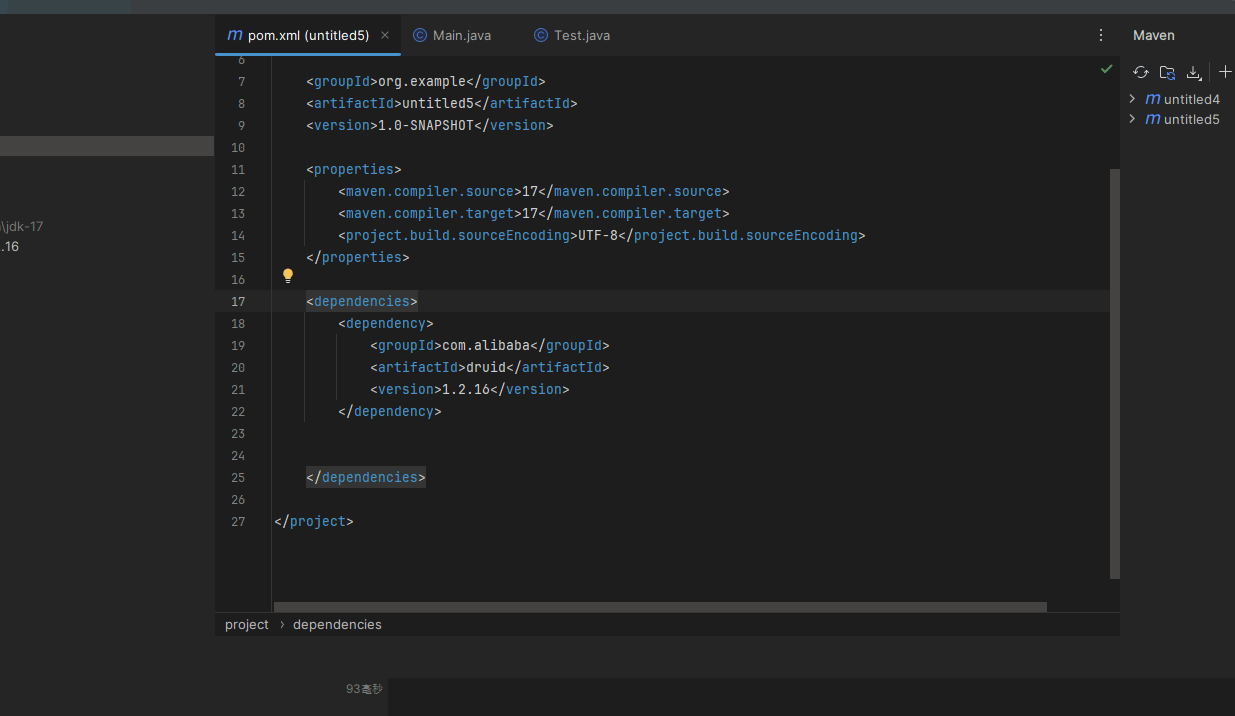 pom.xml (untitled5)
Main.java
Test.java
Maven
untitled4
untitled5
\jdk-17
.16
6
7 <groupId>org.example</groupId>
8 <artifactId>untitled5</artifactId>
9 <version>1.0-SNAPSHOT</version>
10
11 <properties>
12 <maven.compiler.source>17</maven.compiler.source>
13 <maven.compiler.target>17</maven.compiler.target>
14 <project.build.sourceEncoding>UTF-8</project.build.sourceEncoding>
15 </properties>
16
17 <dependencies>
18 <dependency>
19 <groupId>com.alibaba</groupId>
20 <artifactId>druid</artifactId>
21 <version>1.2.16</version>
22 </dependency>
23
24
25 </dependencies>
26
27 </project>
project › dependencies
93毫秒